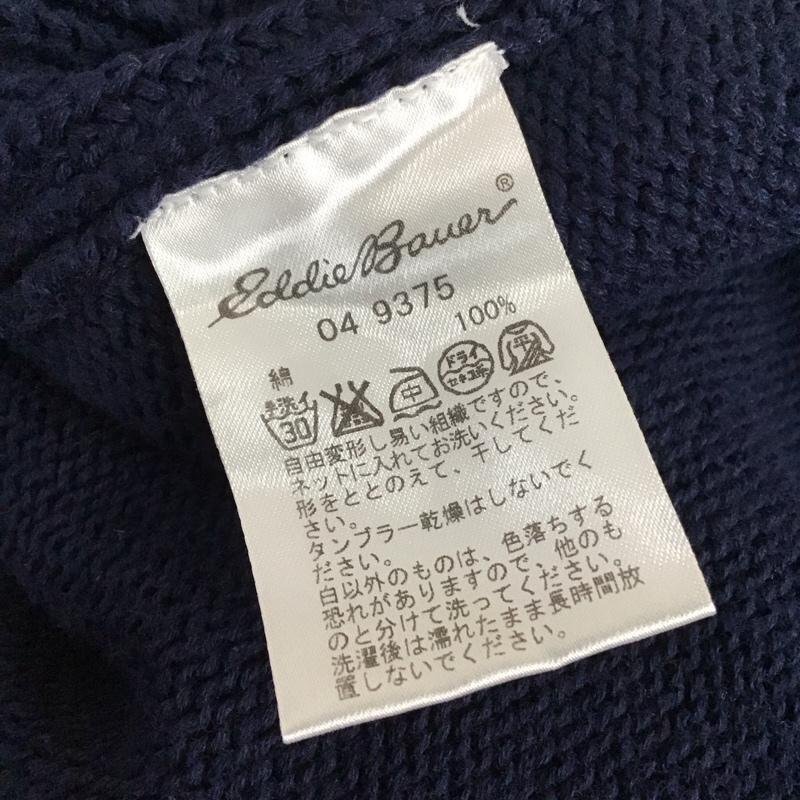 Eddie Bauer®
04 9375
綿 100%
手洗イ 30 中 ドライ セキユ系 平
自由変形し易い組織ですので、
ネットに入れてお洗いください。
形をととのえて、干してくだ
さい。
タンブラー乾燥はしないでく
ださい。
白以外のものは、色落ちする
恐れがありますので、他のも
のと分けて洗ってください。
洗濯後は濡れたまま長時間放
置しないでください。